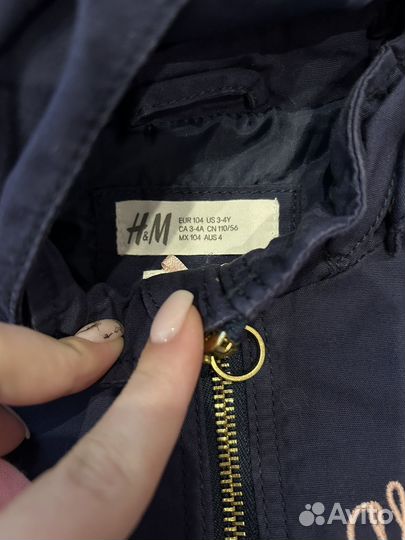 H&M
EUR 104 US 3-4Y
CA 3-4A CN 110/56
MX 104 AUS 4
Avito